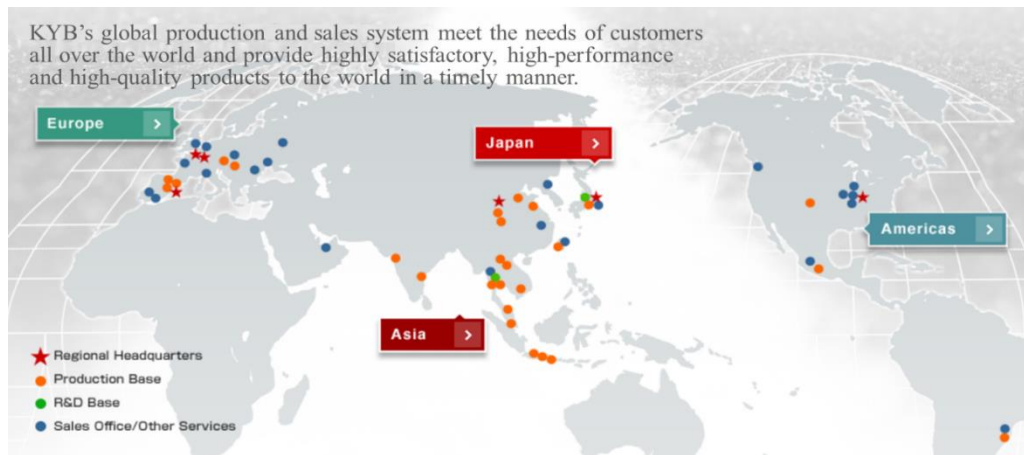 KYB's global production and sales system meet the needs of customers
all over the world and provide highly satisfactory, high-performance
and high-quality products to the world in a timely manner.
Europe
Japan
Americas
Asia
Regional Headquarters
Production Base
R&D Base
Sales Office/Other Services